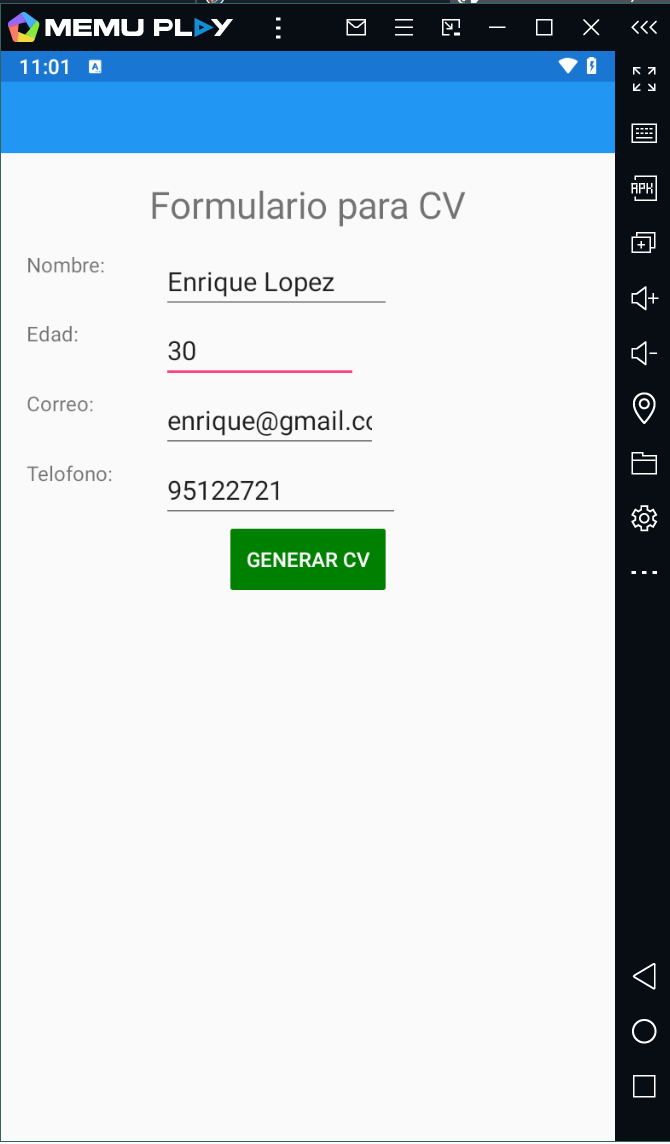 MEMU PLAY
11:01 A
APK
Formulario para CV
Nombre:
Enrique Lopez
Edad:
30
Correo:
enrique@gmail.co
Telofono:
95122721
GENERAR CV